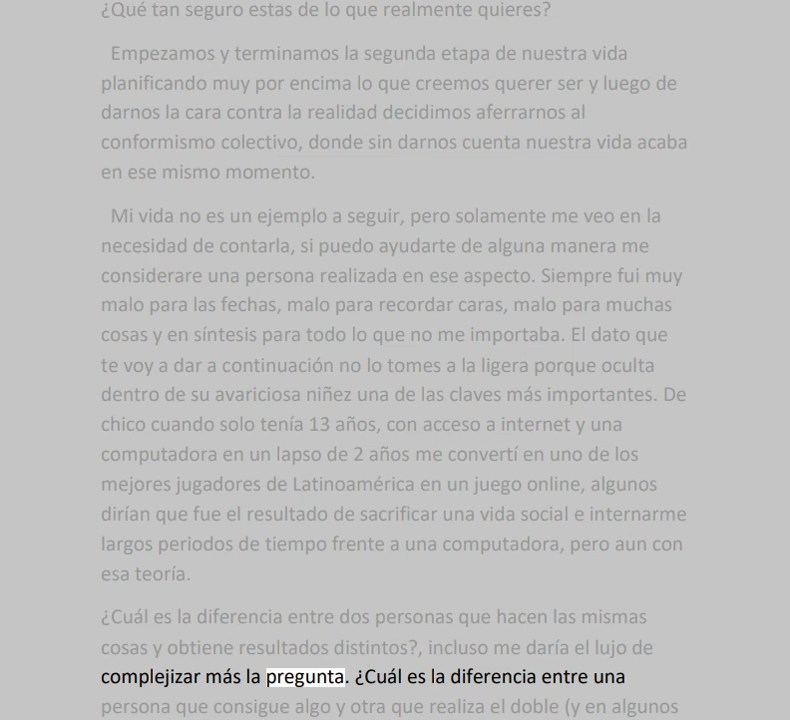 ¿Qué tan seguro estas de lo que realmente quieres?
Empezamos y terminamos la segunda etapa de nuestra vida
planificando muy por encima lo que creemos querer ser y luego de
darnos la cara contra la realidad decidimos aferrarnos al
conformismo colectivo, donde sin darnos cuenta nuestra vida acaba
en ese mismo momento.
Mi vida no es un ejemplo a seguir, pero solamente me veo en la
necesidad de contarla, si puedo ayudarte de alguna manera me
considerare una persona realizada en ese aspecto. Siempre fui muy
malo para las fechas, malo para recordar caras, malo para muchas
cosas y en síntesis para todo lo que no me importaba. El dato que
te voy a dar a continuación no lo tomes a la ligera porque oculta
dentro de su avariciosa niñez una de las claves más importantes. De
chico cuando solo tenía 13 años, con acceso a internet y una
computadora en un lapso de 2 años me convertí en uno de los
mejores jugadores de Latinoamérica en un juego online, algunos
dirían que fue el resultado de sacrificar una vida social e internarme
largos periodos de tiempo frente a una computadora, pero aun con
esa teoría.
¿Cuál es la diferencia entre dos personas que hacen las mismas
cosas y obtiene resultados distintos?, incluso me daría el lujo de
complejizar más la pregunta. ¿Cuál es la diferencia entre una
persona que consigue algo y otra que realiza el doble (y en algunos